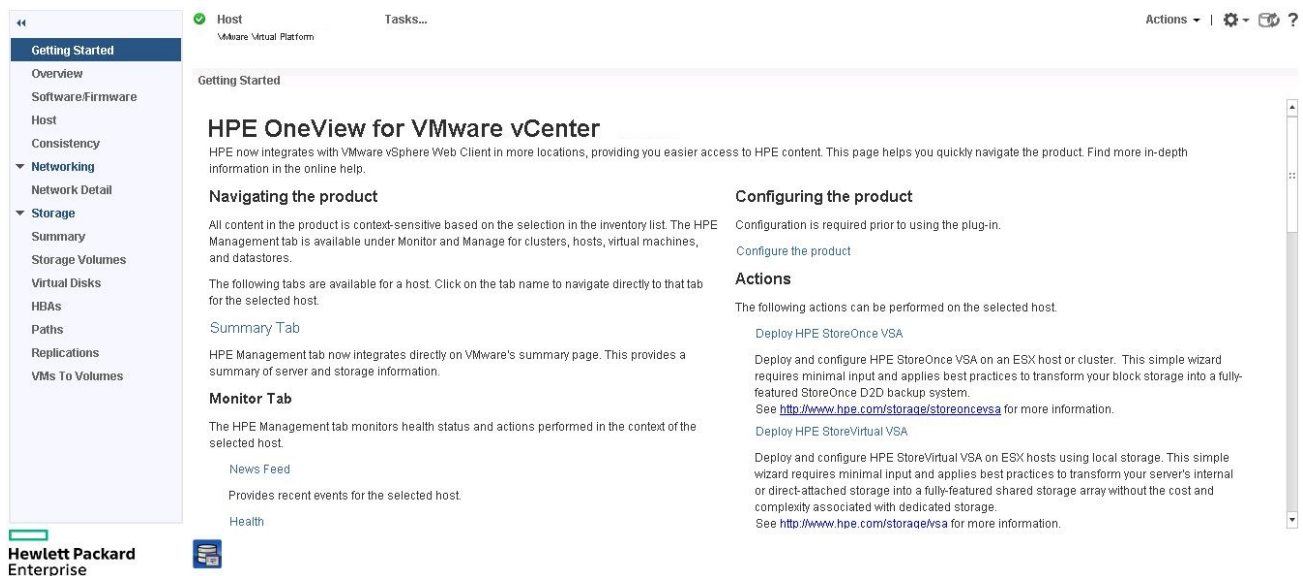 Getting Started
Overview
Software/Firmware
Host
Consistency
Networking
Network Detail
Storage
Summary
Storage Volumes
Virtual Disks
HBAs
Paths
Replications
VMs To Volumes
Hewlett Packard
Enterprise
Host
Tasks...
VMware Virtual Platform
Actions
?
Getting Started
HPE OneView for VMware vCenter
HPE now integrates with VMware vSphere Web Client in more locations, providing you easier access to HPE content. This page helps you quickly navigate the product. Find more in-depth
information in the online help.
Navigating the product
All content in the product is context-sensitive based on the selection in the inventory list. The HPE
Management tab is available under Monitor and Manage for clusters, hosts, virtual machines,
and datastores.
The following tabs are available for a host. Click on the tab name to navigate directly to that tab
for the selected host.
Summary Tab
HPE Management tab now integrates directly on VMware's summary page. This provides a
summary of server and storage information.
Monitor Tab
The HPE Management tab monitors health status and actions performed in the context of the
selected host.
News Feed
Provides recent events for the selected host.
Health
Configuring the product
Configuration is required prior to using the plug-in.
Configure the product
Actions
The following actions can be performed on the selected host.
Deploy HPE StoreOnce VSA
Deploy and configure HPE StoreOnce VSA on an ESX host or cluster. This simple wizard
requires minimal input and applies best practices to transform your block storage into a fully-
featured StoreOnce D2D backup system.
See http://www.hpe.com/storage/storeoncevsa for more information.
Deploy HPE StoreVirtual VSA
Deploy and configure HPE StoreVirtual VSA on ESX hosts using local storage. This simple
wizard requires minimal input and applies best practices to transform your server's internal
or direct-attached storage into a fully-featured shared storage array without the cost and
complexity associated with dedicated storage.
See http://www.hpe.com/storage/vsa for more information.